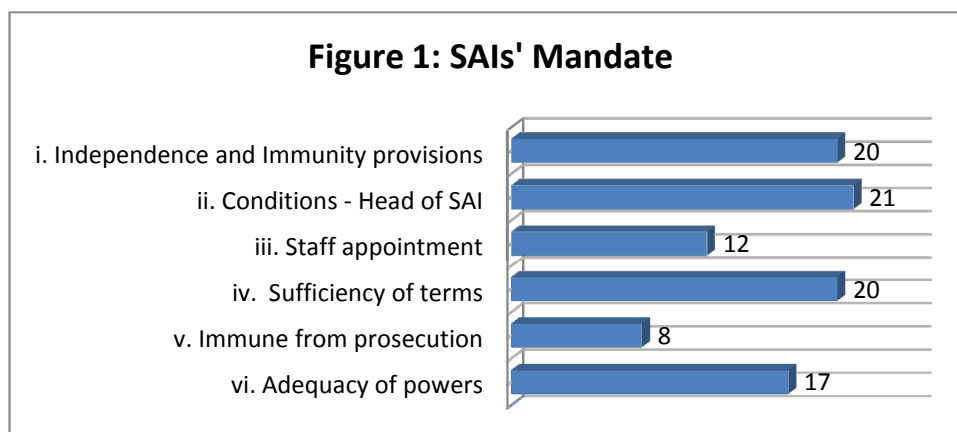 Figure 1: SAIs' Mandate
i. Independence and Immunity provisions 20
ii. Conditions - Head of SAI 21
iii. Staff appointment 12
iv. Sufficiency of terms 20
v. Immune from prosecution 8
vi. Adequacy of powers 17